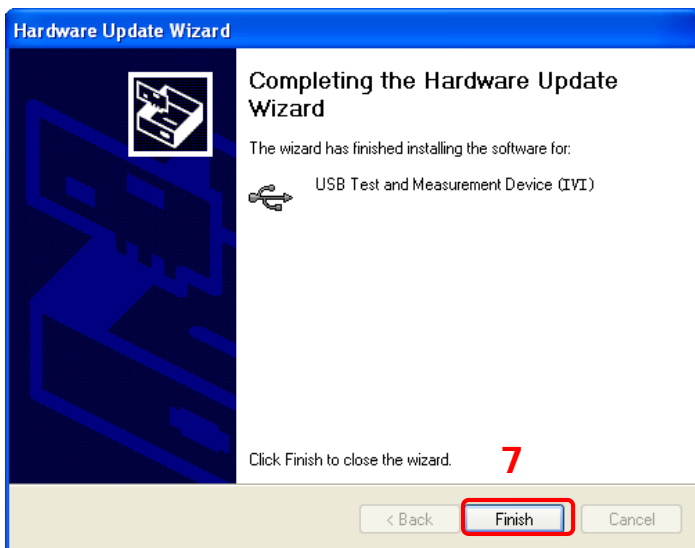 Hardware Update Wizard
Completing the Hardware Update
Wizard
The wizard has finished installing the software for:
USB Test and Measurement Device (IVI)
Click Finish to close the wizard.
7
< Back
Finish
Cancel